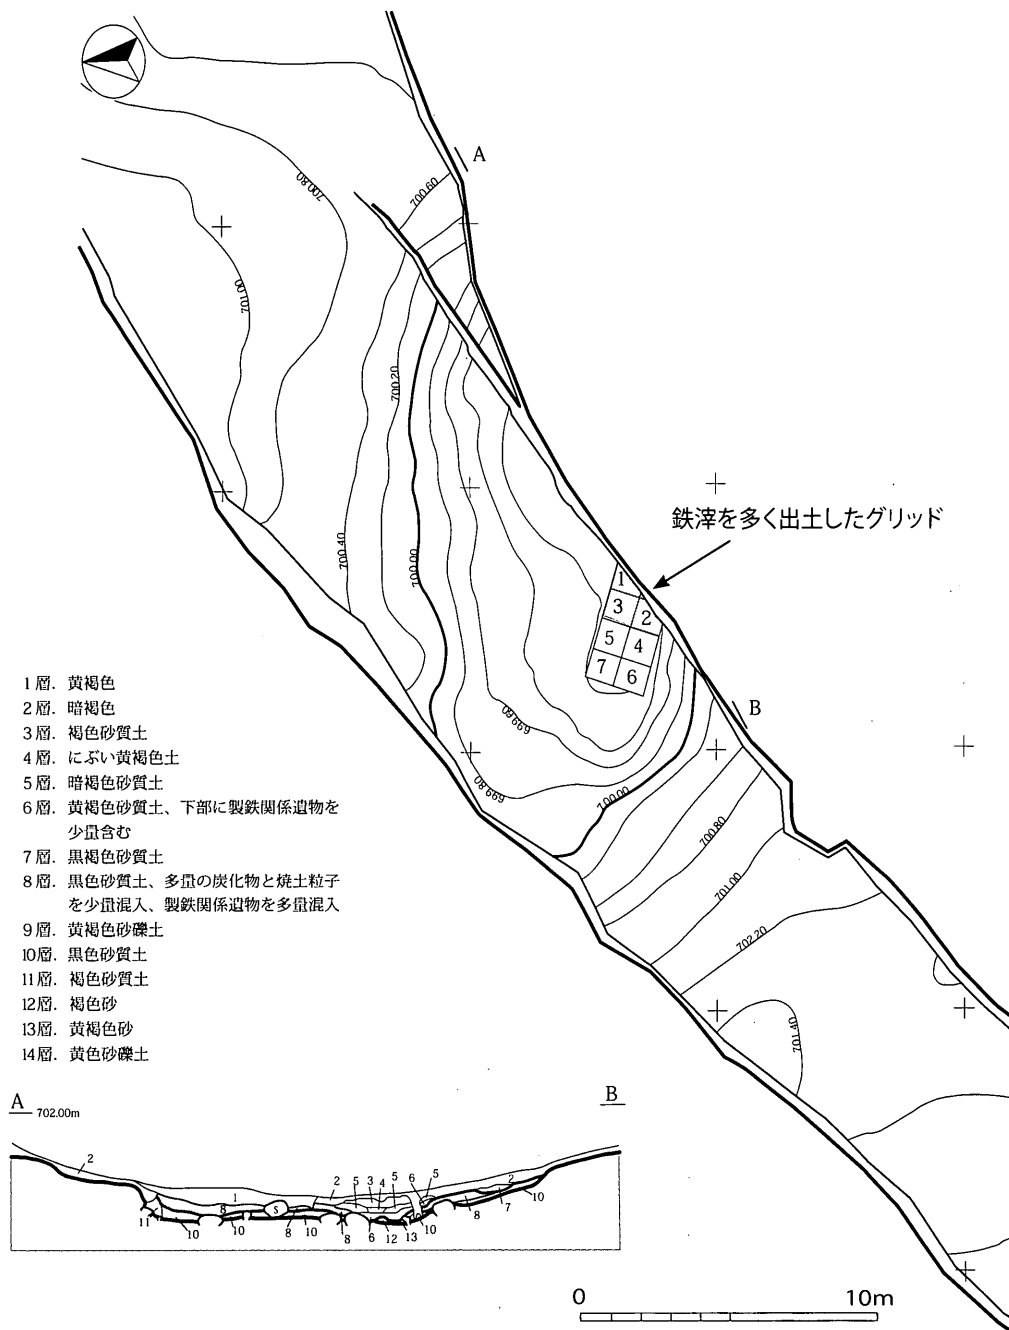 A
700.60
700.80
701.00
700.20
700.40
700.00
鉄滓を多く出土したグリッド
1
3
2
5
4
7
6
B
699.60
699.80
700.00
700.80
701.00
702.20
701.40
1層. 黄褐色
2層. 暗褐色
3層. 褐色砂質土
4層. にぶい黄褐色土
5層. 暗褐色砂質土
6層. 黄褐色砂質土、下部に製鉄関係遺物を
少量含む
7層. 黒褐色砂質土
8層. 黒色砂質土、多量の炭化物と焼土粒子
を少量混入、製鉄関係遺物を多量混入
9層. 黄褐色砂礫土
10層. 黒色砂質土
11層. 褐色砂質土
12層. 褐色砂
13層. 黄褐色砂
14層. 黄色砂礫土
A
702.00m
B
2
1
2
5
3
4
5
6
5
2
10
8
S
11
10
10
8
10
8
6
12
13
10
8
7
0
10m